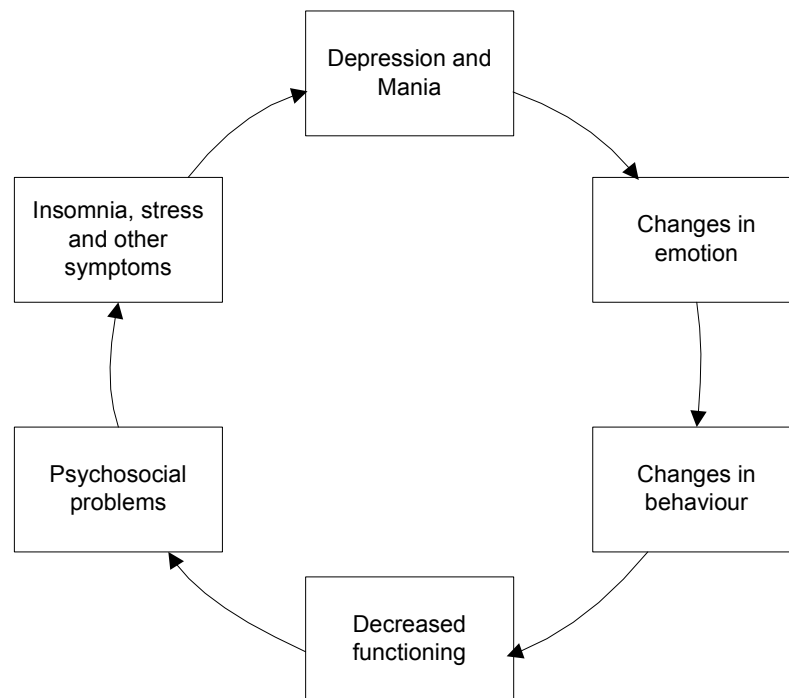 Depression and
Mania
Changes in
emotion
Changes in
behaviour
Decreased
functioning
Psychosocial
problems
Insomnia, stress
and other
symptoms